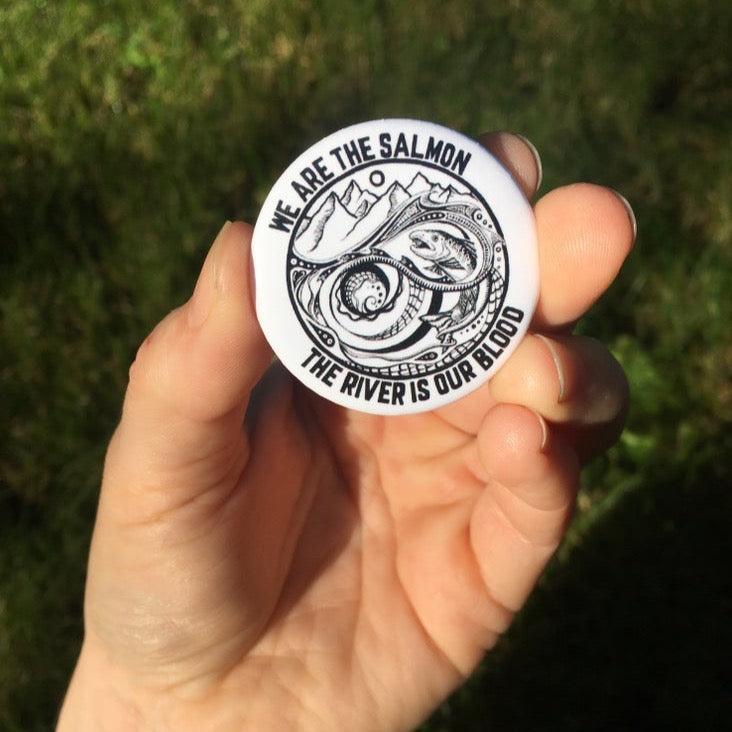 WE ARE THE SALMON
THE RIVER IS OUR BLOOD